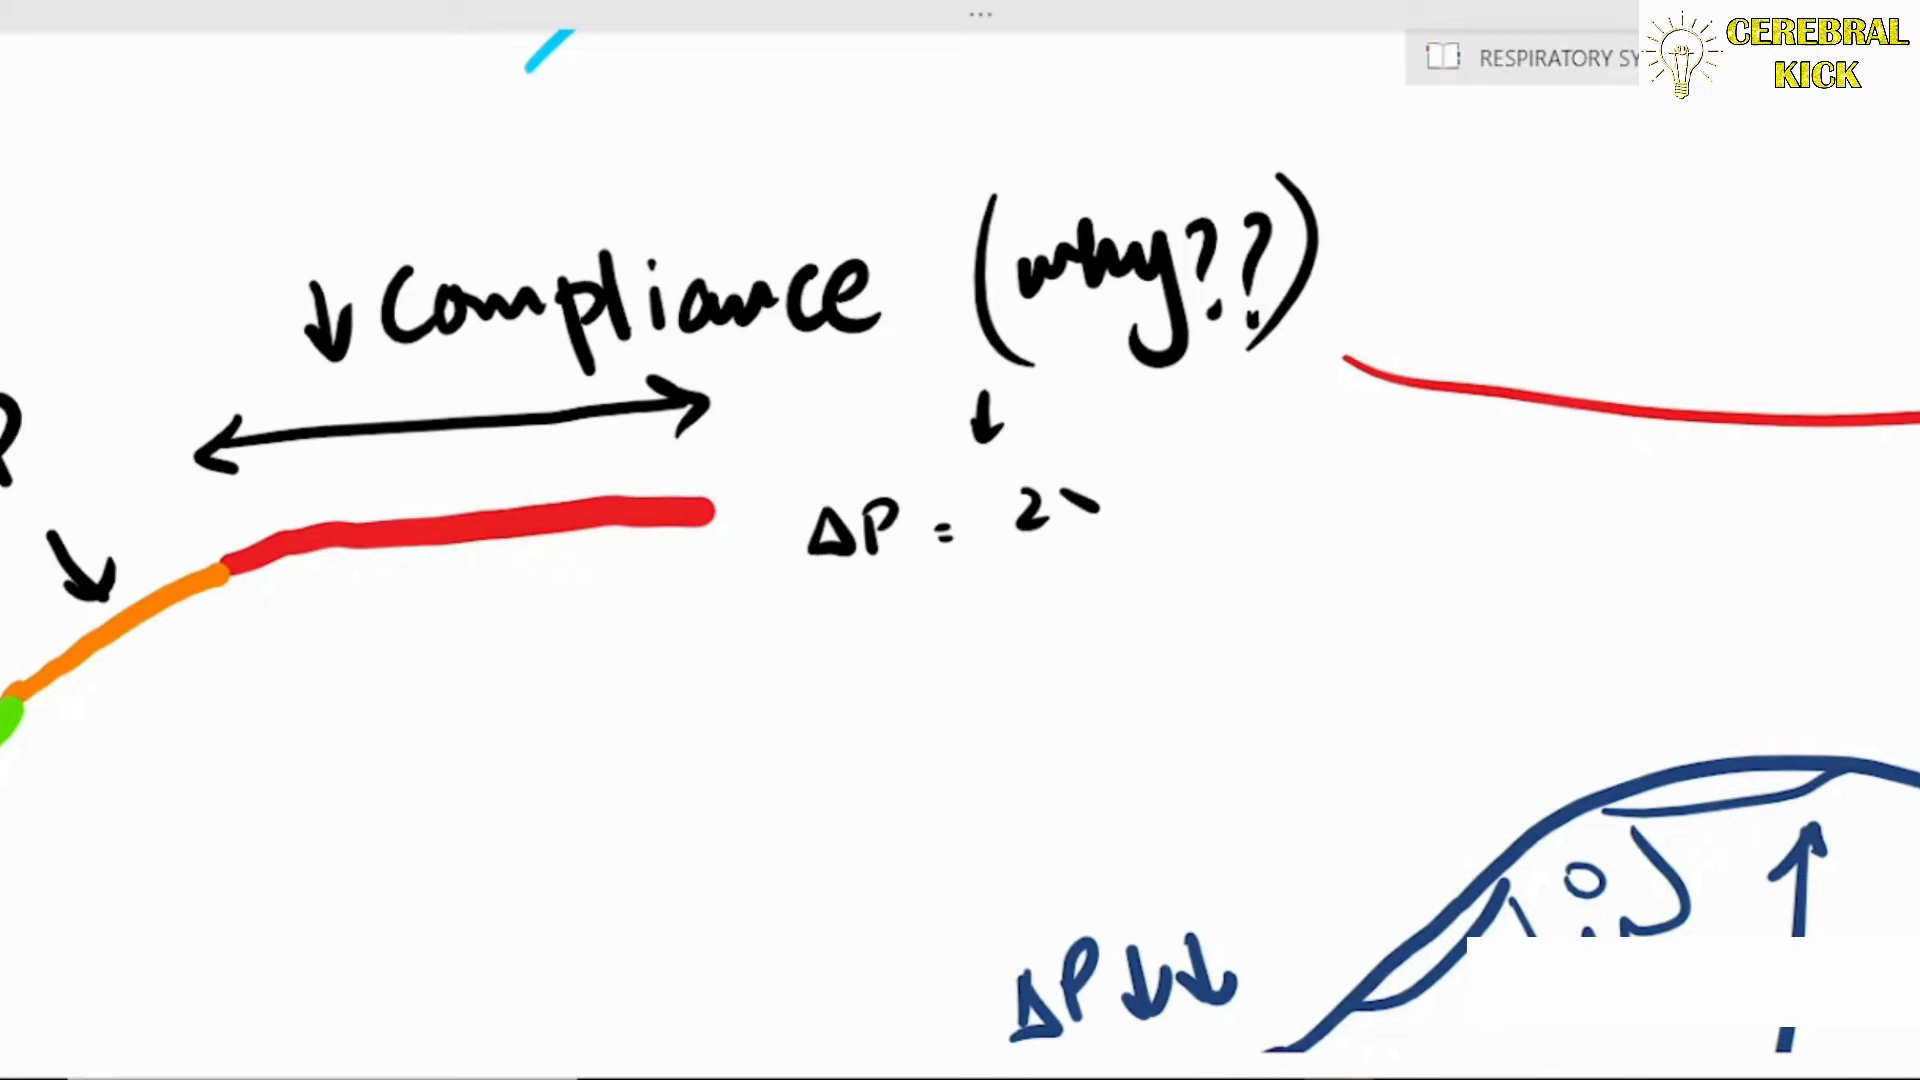 ...
RESPIRATORY SY
CEREBRAL
KICK
↓ Compliance (why??)
↓
ΔP = 2
ΔP ↓↓